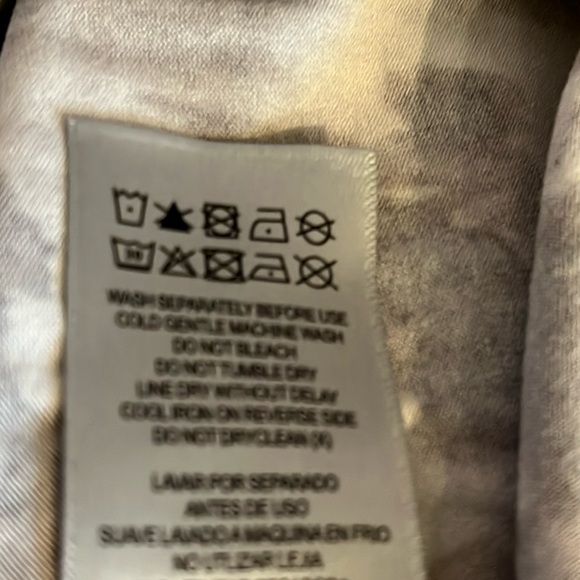 30
WASH SEPARATELY BEFORE USE
COLD GENTLE MACHINE WASH
DO NOT BLEACH
DO NOT TUMBLE DRY
LINE DRY WITHOUT DELAY
COOL IRON ON REVERSE SIDE
DO NOT DRYCLEAN (X)
LAVAR POR SEPARADO
ANTES DE USO
SUAVE LAVADO A MAQUINA EN FRIO
NO UTLIZAR LEJIA